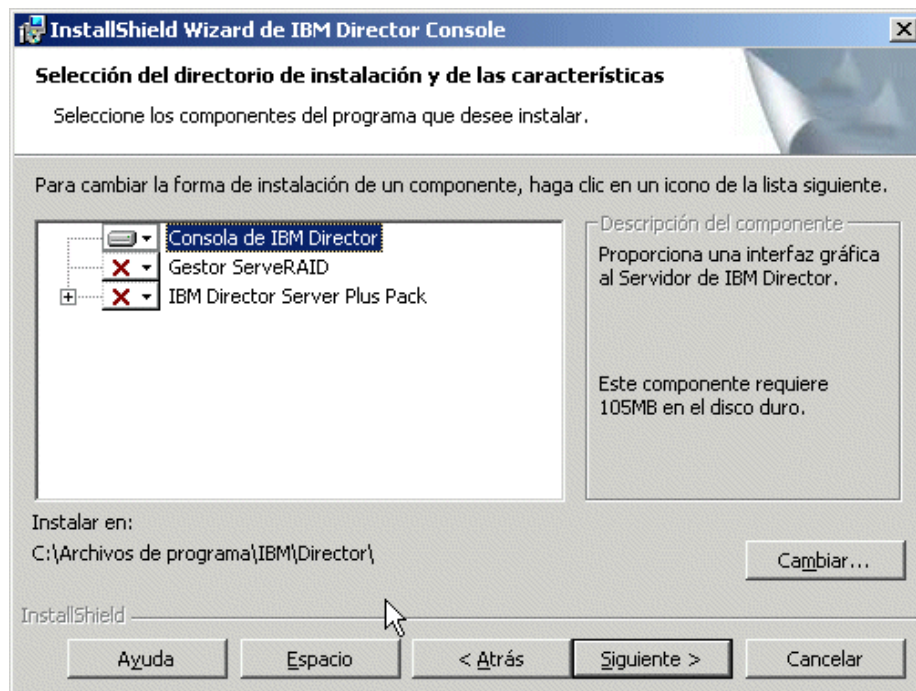 InstallShield Wizard de IBM Director Console
Selección del directorio de instalación y de las características
Seleccione los componentes del programa que desee instalar.
Para cambiar la forma de instalación de un componente, haga clic en un icono de la lista siguiente.
Consola de IBM Director
Gestor ServeRAID
IBM Director Server Plus Pack
Descripción del componente
Proporciona una interfaz gráfica
al Servidor de IBM Director.
Este componente requiere
105MB en el disco duro.
Instalar en:
C:\Archivos de programa\IBM\Director\
Cambiar...
InstallShield
Ayuda
Espacio
< Atrás
Siguiente >
Cancelar